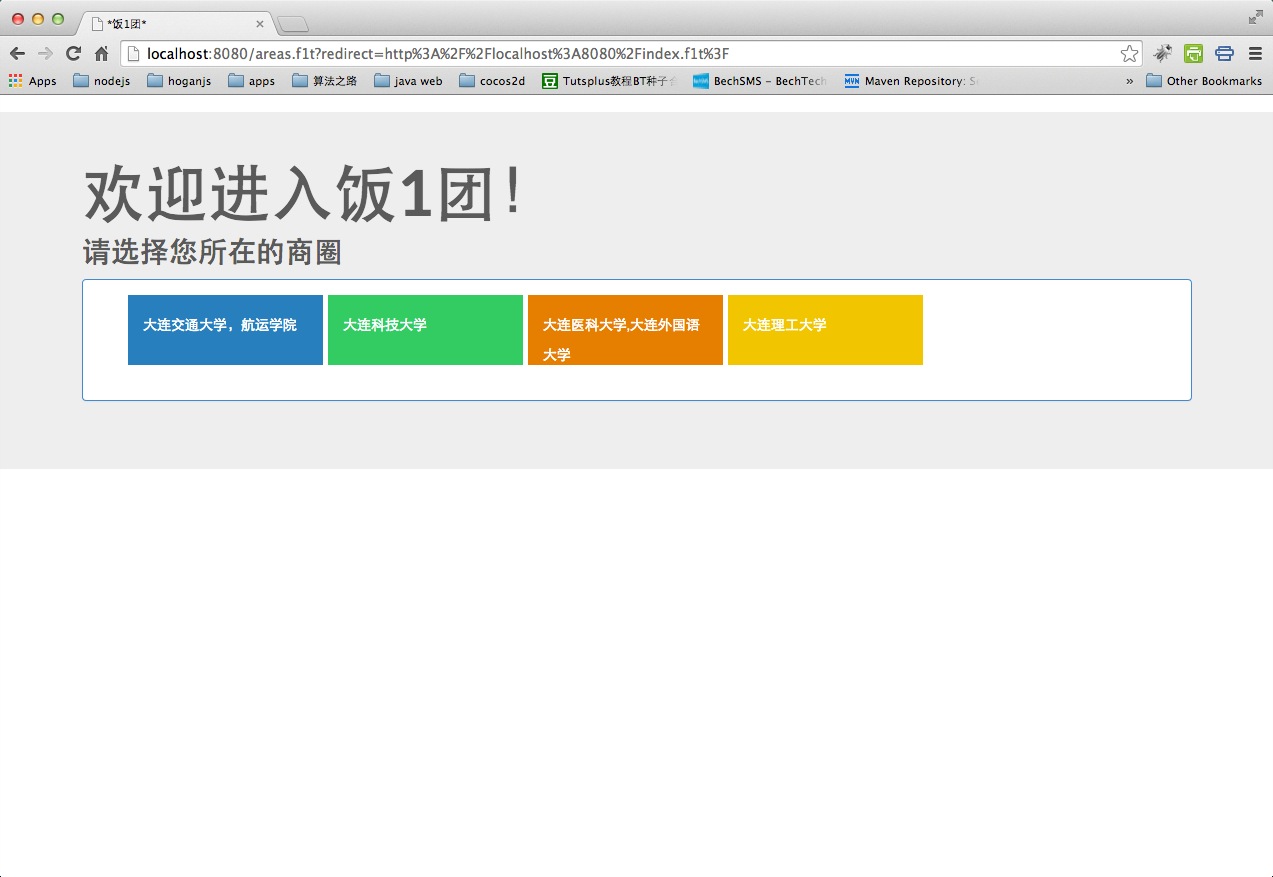 *饭1团*
localhost:8080/areas.f1t?redirect=http%3A%2F%2Flocalhost%3A8080%2Findex.f1t%3F
Apps nodejs hoganjs apps 算法之路 java web cocos2d Tutsplus教程BT种子合 BechSMS – BechTech Maven Repository: Se » Other Bookmarks
欢迎进入饭1团！
请选择您所在的商圈
大连交通大学，航运学院
大连科技大学
大连医科大学,大连外国语
大学
大连理工大学